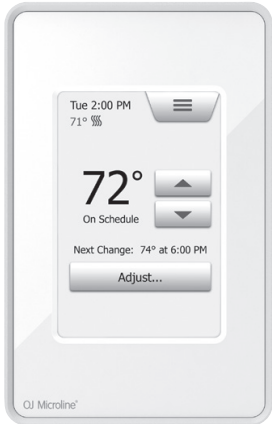 Tue 2:00 PM
71°
72°
On Schedule
Next Change: 74° at 6:00 PM
Adjust...
OJ Microline®